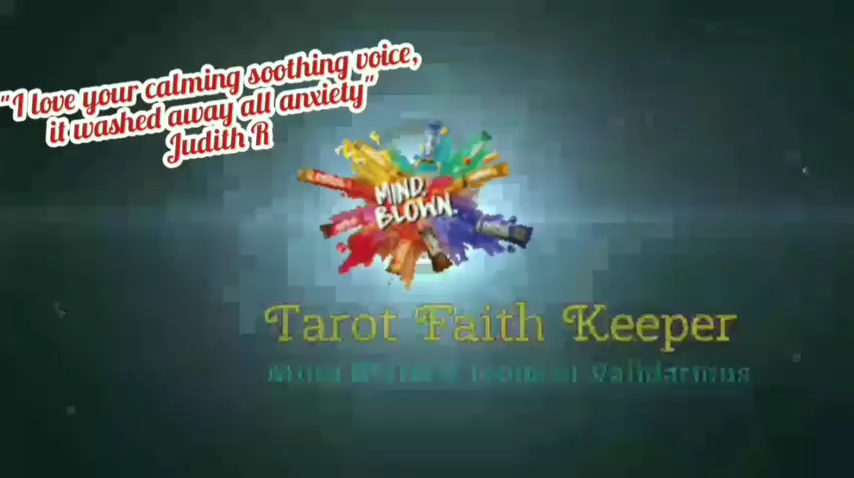 "I love your calming soothing voice,
it washed away all anxiety"
Judith R
MIND.
BLOWN.
Tarot Faith Keeper